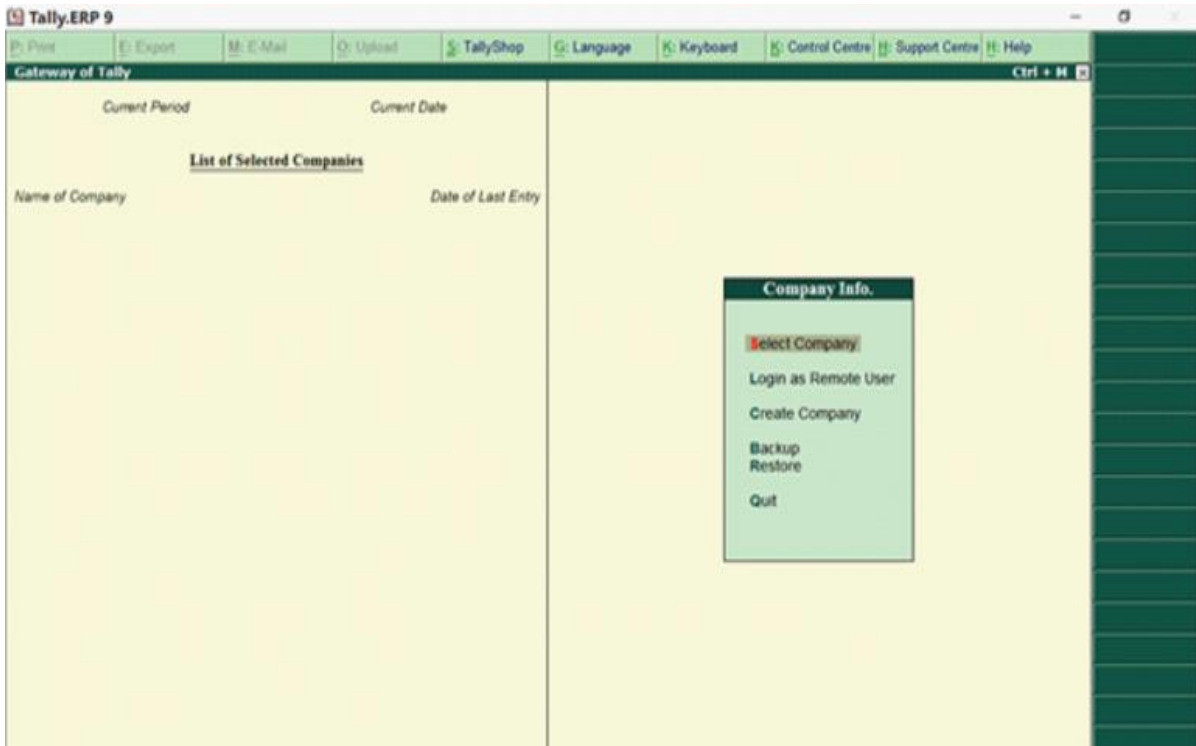 Tally.ERP 9
P: Print E: Export M: E-Mail O: Upload S: TallyShop G: Language K: Keyboard K: Control Centre H: Support Centre H: Help
Gateway of Tally Ctrl + M
Current Period Current Date
List of Selected Companies
Name of Company Date of Last Entry
Company Info.
Select Company
Login as Remote User
Create Company
Backup
Restore
Quit